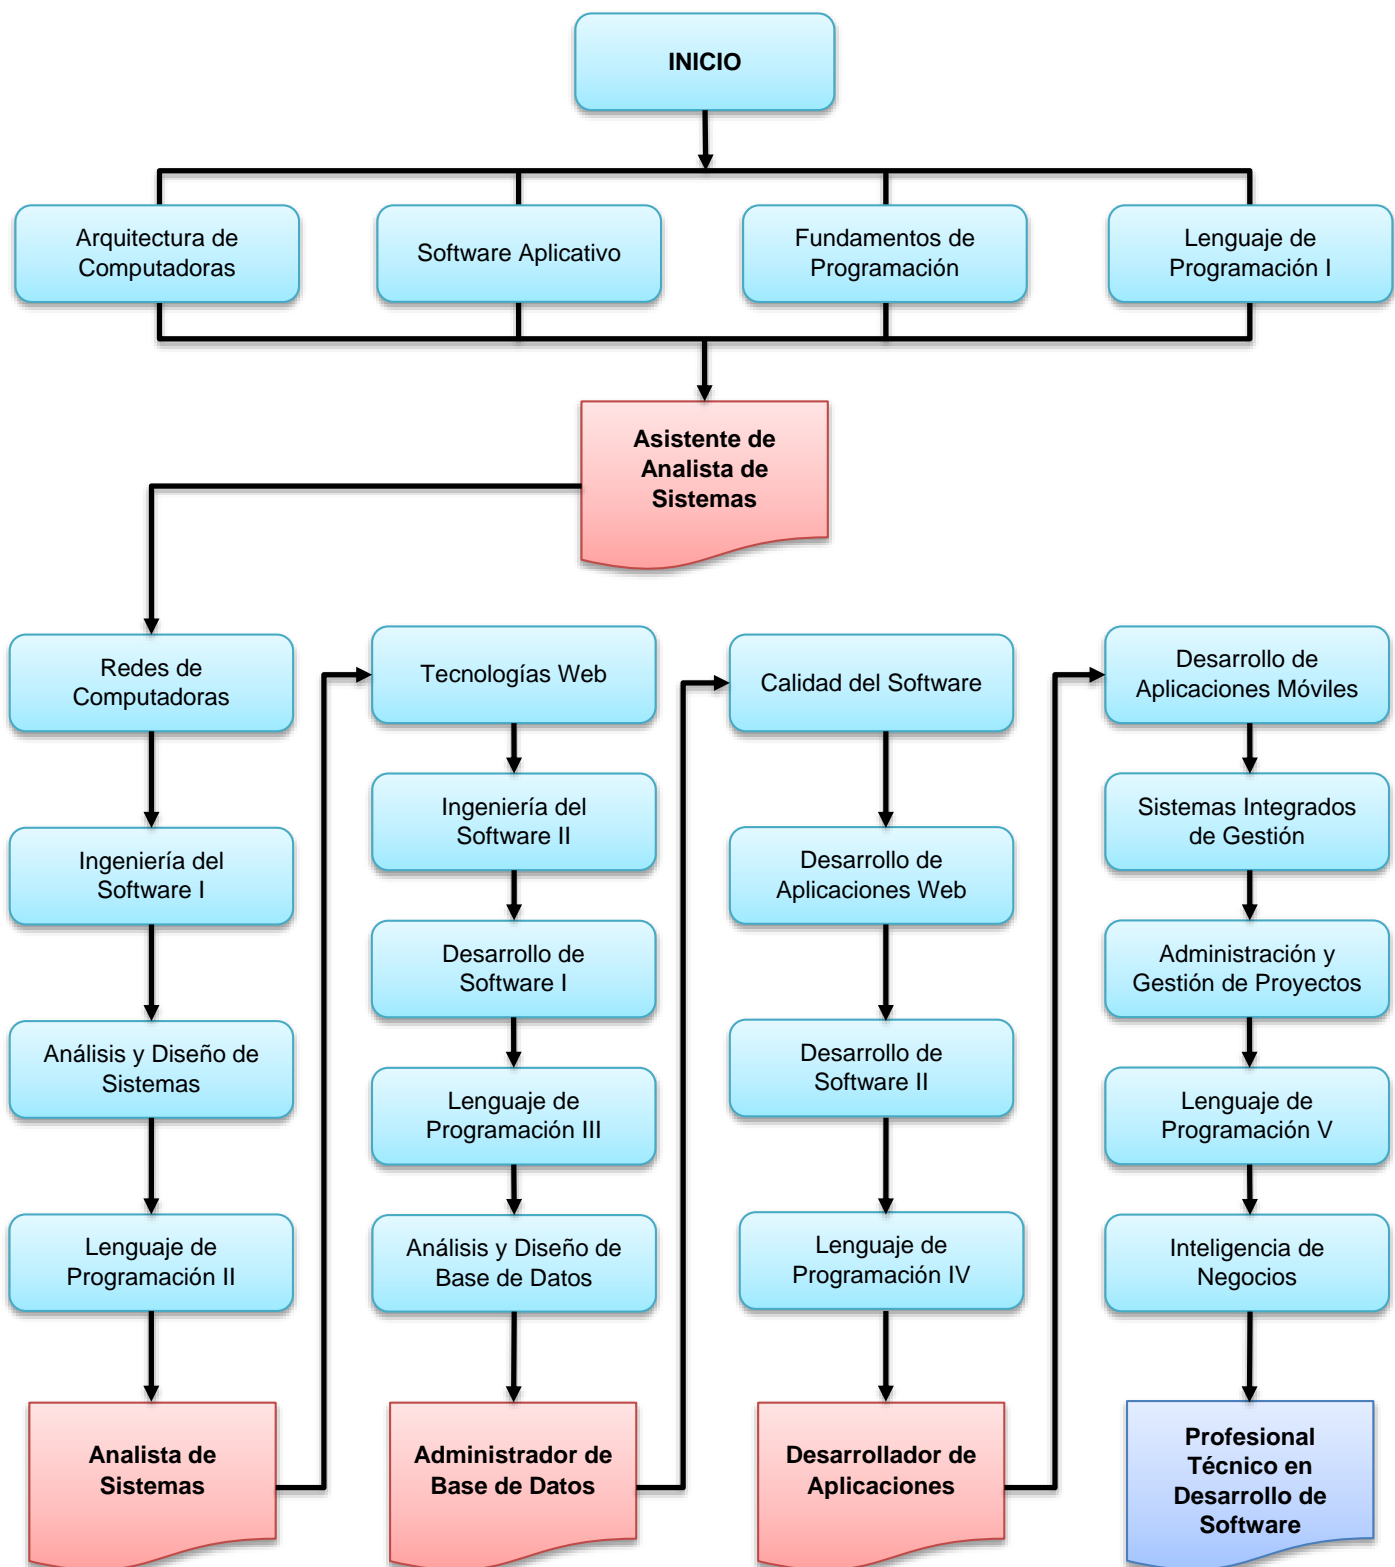 INICIO
Arquitectura de
Computadoras
Software Aplicativo
Fundamentos de
Programación
Lenguaje de
Programación I
Asistente de
Analista de
Sistemas
Redes de
Computadoras
Ingeniería del
Software I
Análisis y Diseño de
Sistemas
Lenguaje de
Programación II
Analista de
Sistemas
Tecnologías Web
Ingeniería del
Software II
Desarrollo de
Software I
Lenguaje de
Programación III
Análisis y Diseño de
Base de Datos
Administrador de
Base de Datos
Calidad del Software
Desarrollo de
Aplicaciones Web
Desarrollo de
Software II
Lenguaje de
Programación IV
Desarrollador de
Aplicaciones
Desarrollo de
Aplicaciones Móviles
Sistemas Integrados
de Gestión
Administración y
Gestión de Proyectos
Lenguaje de
Programación V
Inteligencia de
Negocios
Profesional
Técnico en
Desarrollo de
Software